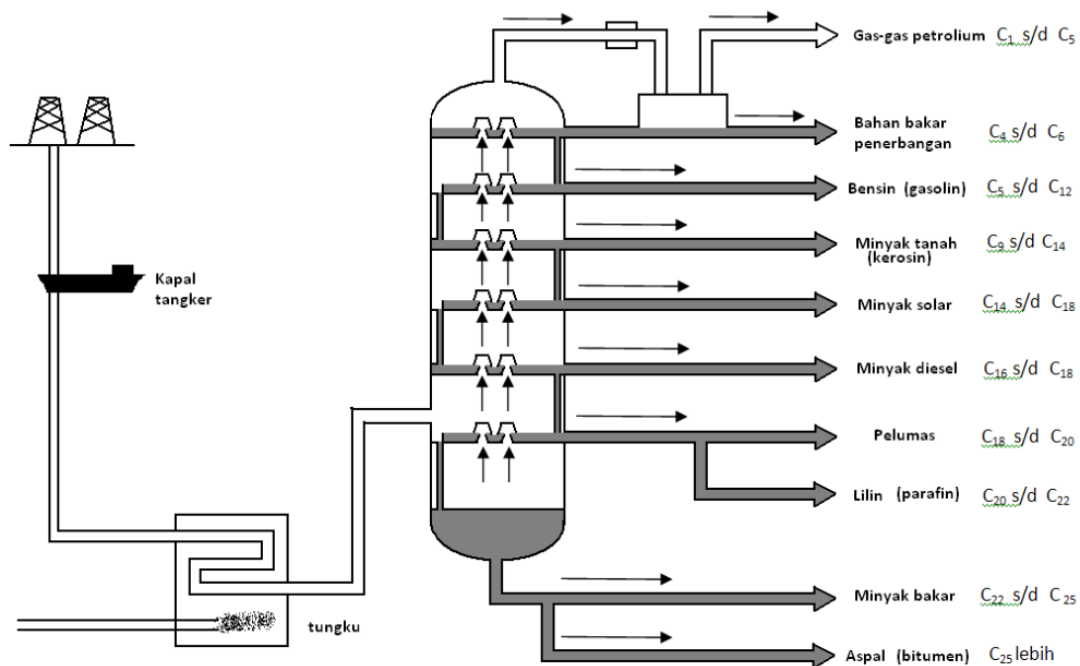 Gas-gas petrolium C₁ s/d C₅
Bahan bakar
penerbangan C₄ s/d C₆
Bensin (gasolin) C₅ s/d C₁₂
Minyak tanah
(kerosin) C₉ s/d C₁₄
Kapal
tangker
Minyak solar C₁₄ s/d C₁₈
Minyak diesel C₁₆ s/d C₁₈
Pelumas C₁₈ s/d C₂₀
Lilin (parafin) C₂₀ s/d C₂₂
Minyak bakar C₂₂ s/d C₂₅
tungku
Aspal (bitumen) C₂₅ lebih